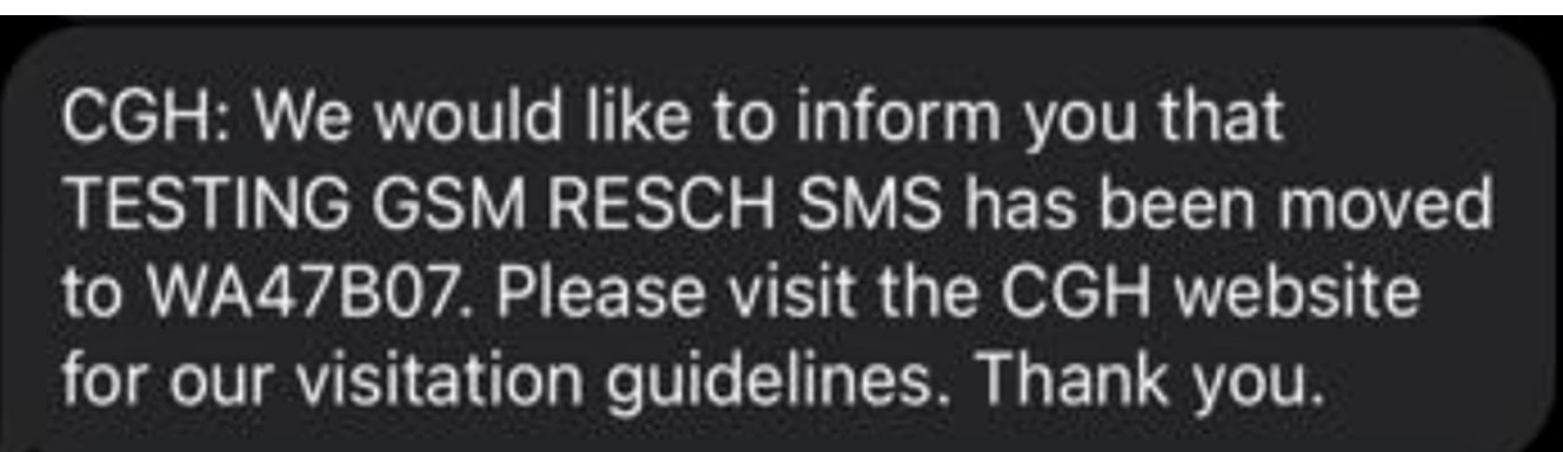 CGH: We would like to inform you that
TESTING GSM RESCH SMS has been moved
to WA47B07. Please visit the CGH website
for our visitation guidelines. Thank you.